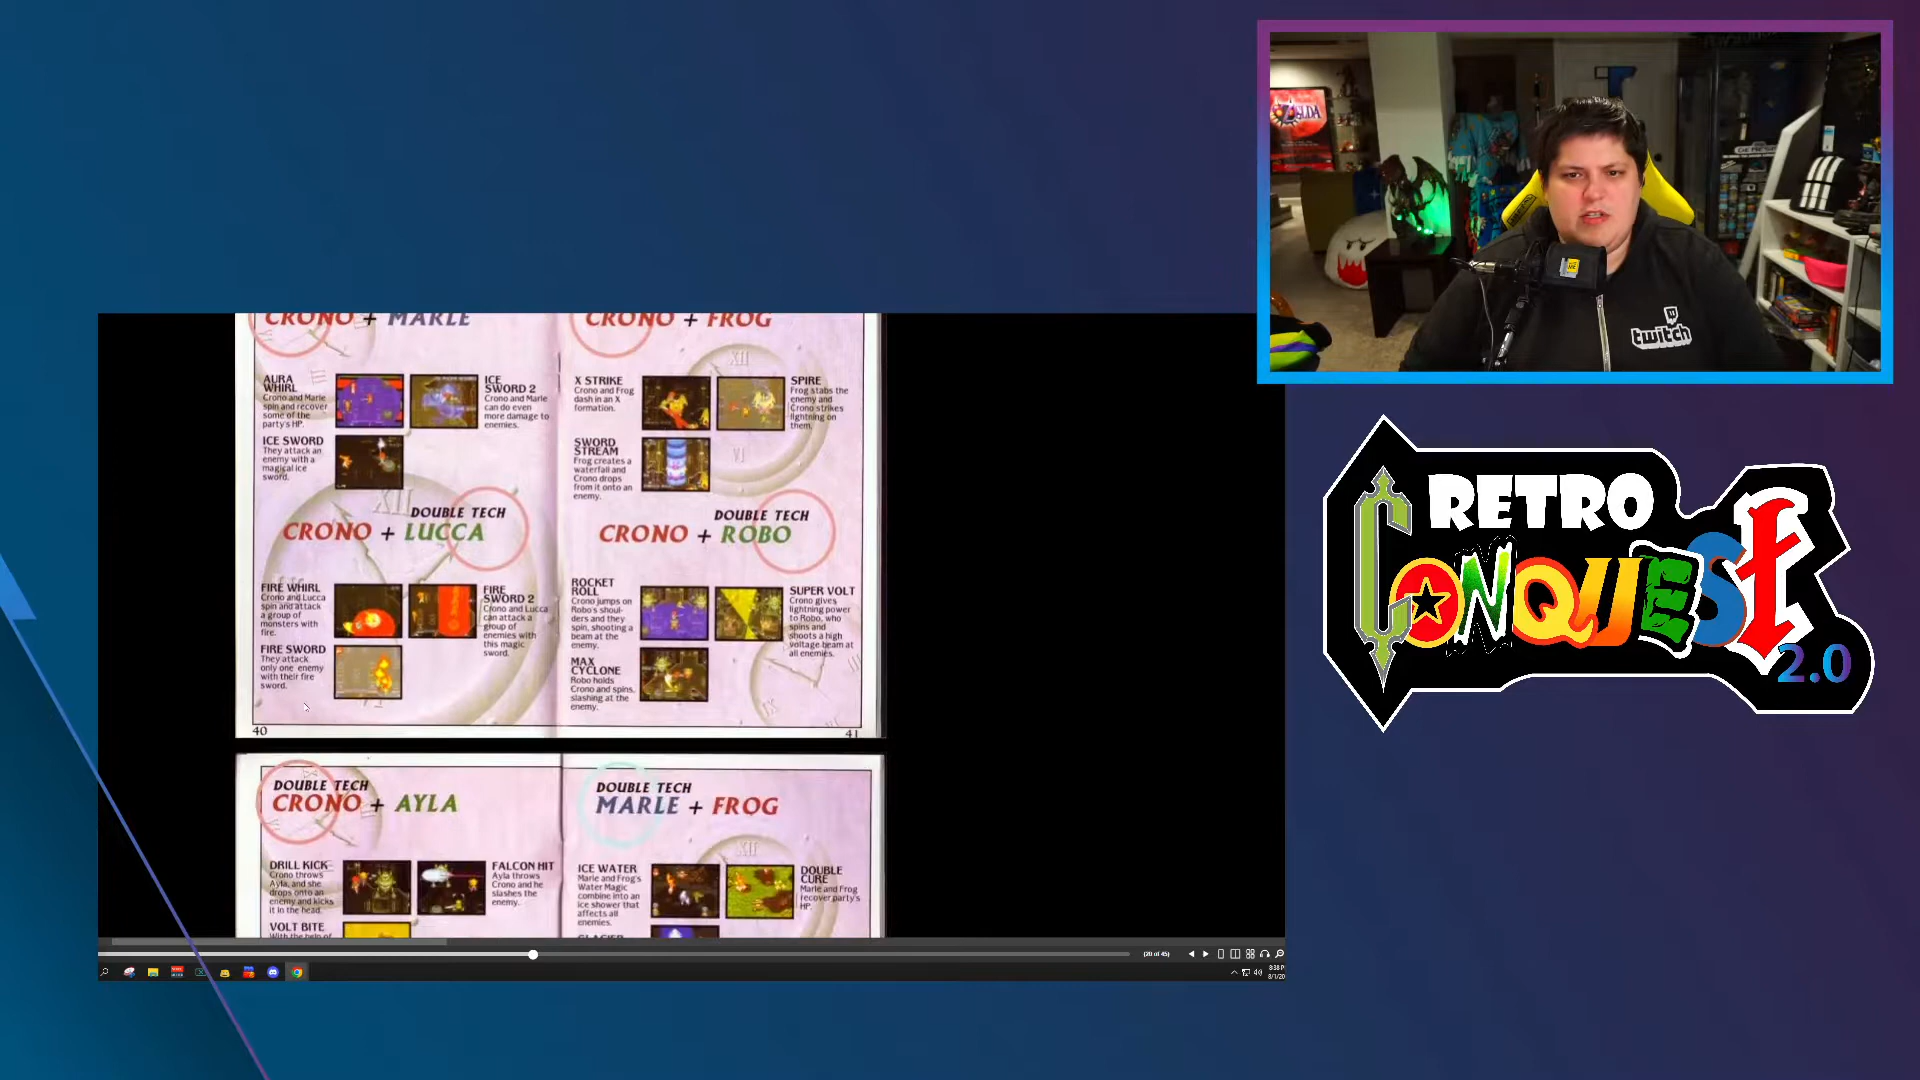 ZELDA
twitch
RETRO
CONQUEST
2.0
CRONO + MARLE
AURA
WHIRL
Crono and Marle
spin and recover
some of the
party's HP.
ICE
SWORD 2
Crono and Marle
can do even
more damage to
enemies.
ICE SWORD
They attack an
enemy with a
magical ice
sword.
CRONO + FROG
X STRIKE
Crono and Frog
dash in an X
formation.
SPIRE
Frog stabs the
enemy and
Crono strikes
lightning on
them.
SWORD
STREAM
Frog creates a
waterfall and
Crono drops
from it onto an
enemy.
DOUBLE TECH
CRONO + LUCCA
FIRE WHIRL
Crono and Lucca
spin and attack
a group of
monsters with
fire.
FIRE
SWORD 2
Crono and Lucca
can attack a
group of
enemies with
this magic
sword.
FIRE SWORD
They attack
only one enemy
with their fire
sword.
DOUBLE TECH
CRONO + ROBO
ROCKET
ROLL
Crono jumps on
Robo's shoul-
ders and they
spin, shooting a
beam at the
enemy.
SUPER VOLT
Crono gives
lightning power
to Robo, who
spins and
shoots a high
voltage beam at
all enemies.
MAX
CYCLONE
Robo holds
Crono and spins,
slashing at the
enemy.
40
41
DOUBLE TECH
CRONO + AYLA
DRILL KICK
Crono throws
Ayla, and she
drops onto an
enemy and kicks
it in the head.
FALCON HIT
Ayla throws
Crono and he
slashes the
enemy.
VOLT BITE
With the help of
DOUBLE TECH
MARLE + FROG
ICE WATER
Marle and Frog's
Water Magic
combine into an
ice shower that
affects all
enemies.
DOUBLE
CURE
Marle and Frog
recover party's
HP.
GLACIER
(20 of 45)
8:38 P